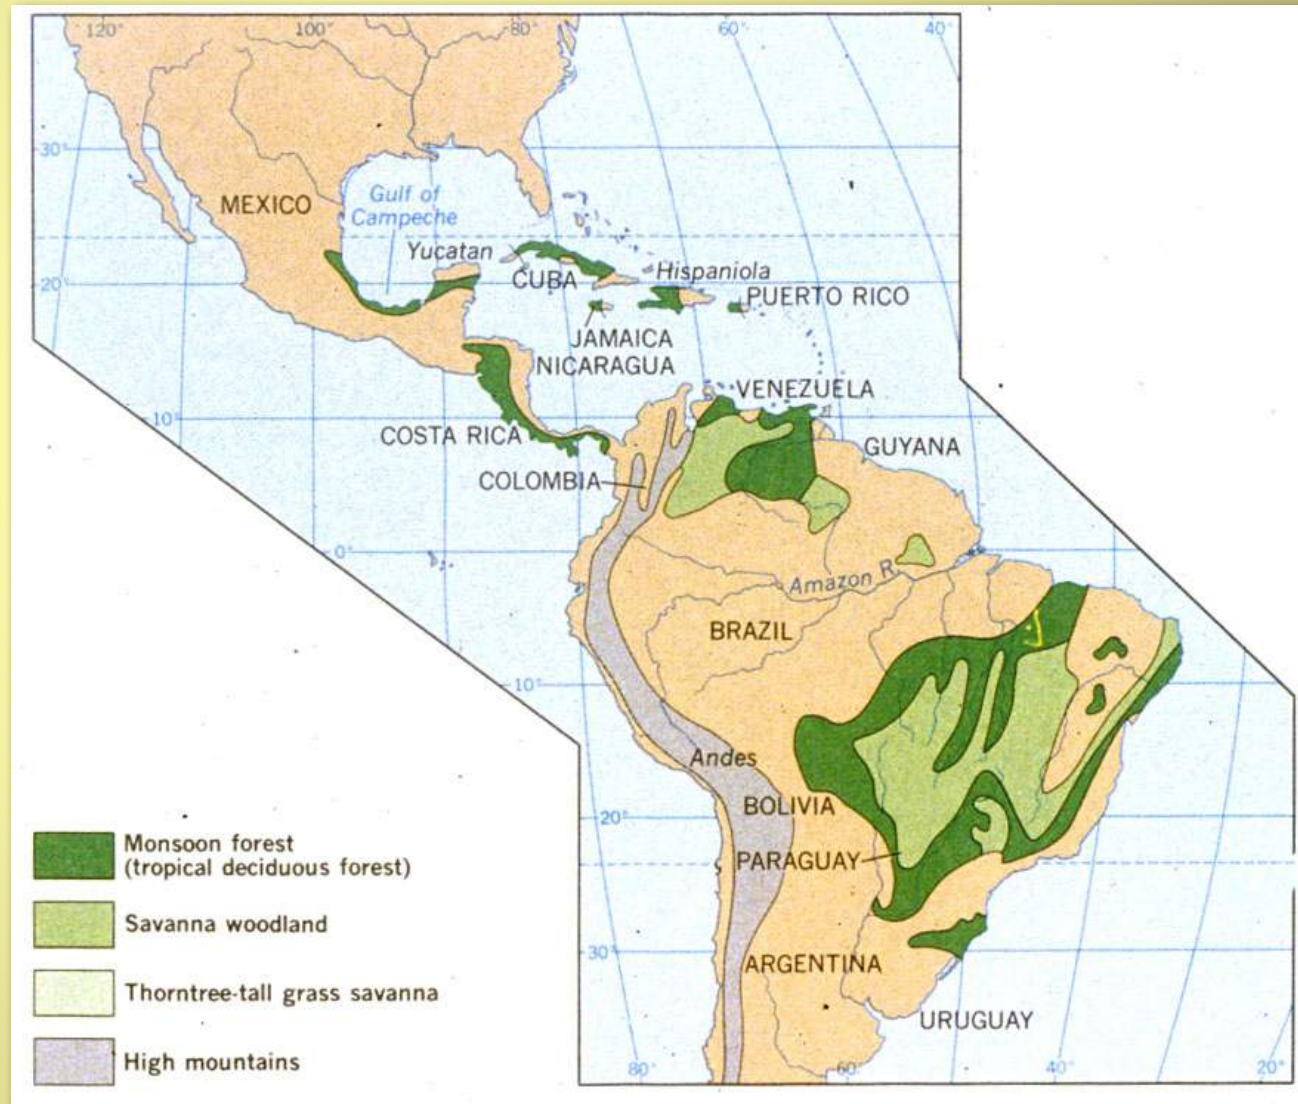 120°
100°
80°
60°
40°
30°
MEXICO
Gulf of
Campeche
Yucatan
CUBA
Hispaniola
20°
PUERTO RICO
JAMAICA
NICARAGUA
VENEZUELA
10°
COSTA RICA
GUYANA
COLOMBIA
0°
Amazon R.
BRAZIL
10°
Andes
BOLIVIA
20°
PARAGUAY
Monsoon forest
(tropical deciduous forest)
Savanna woodland
30°
ARGENTINA
Thorntree-tall grass savanna
URUGUAY
High mountains
80°
60°
40°
20°